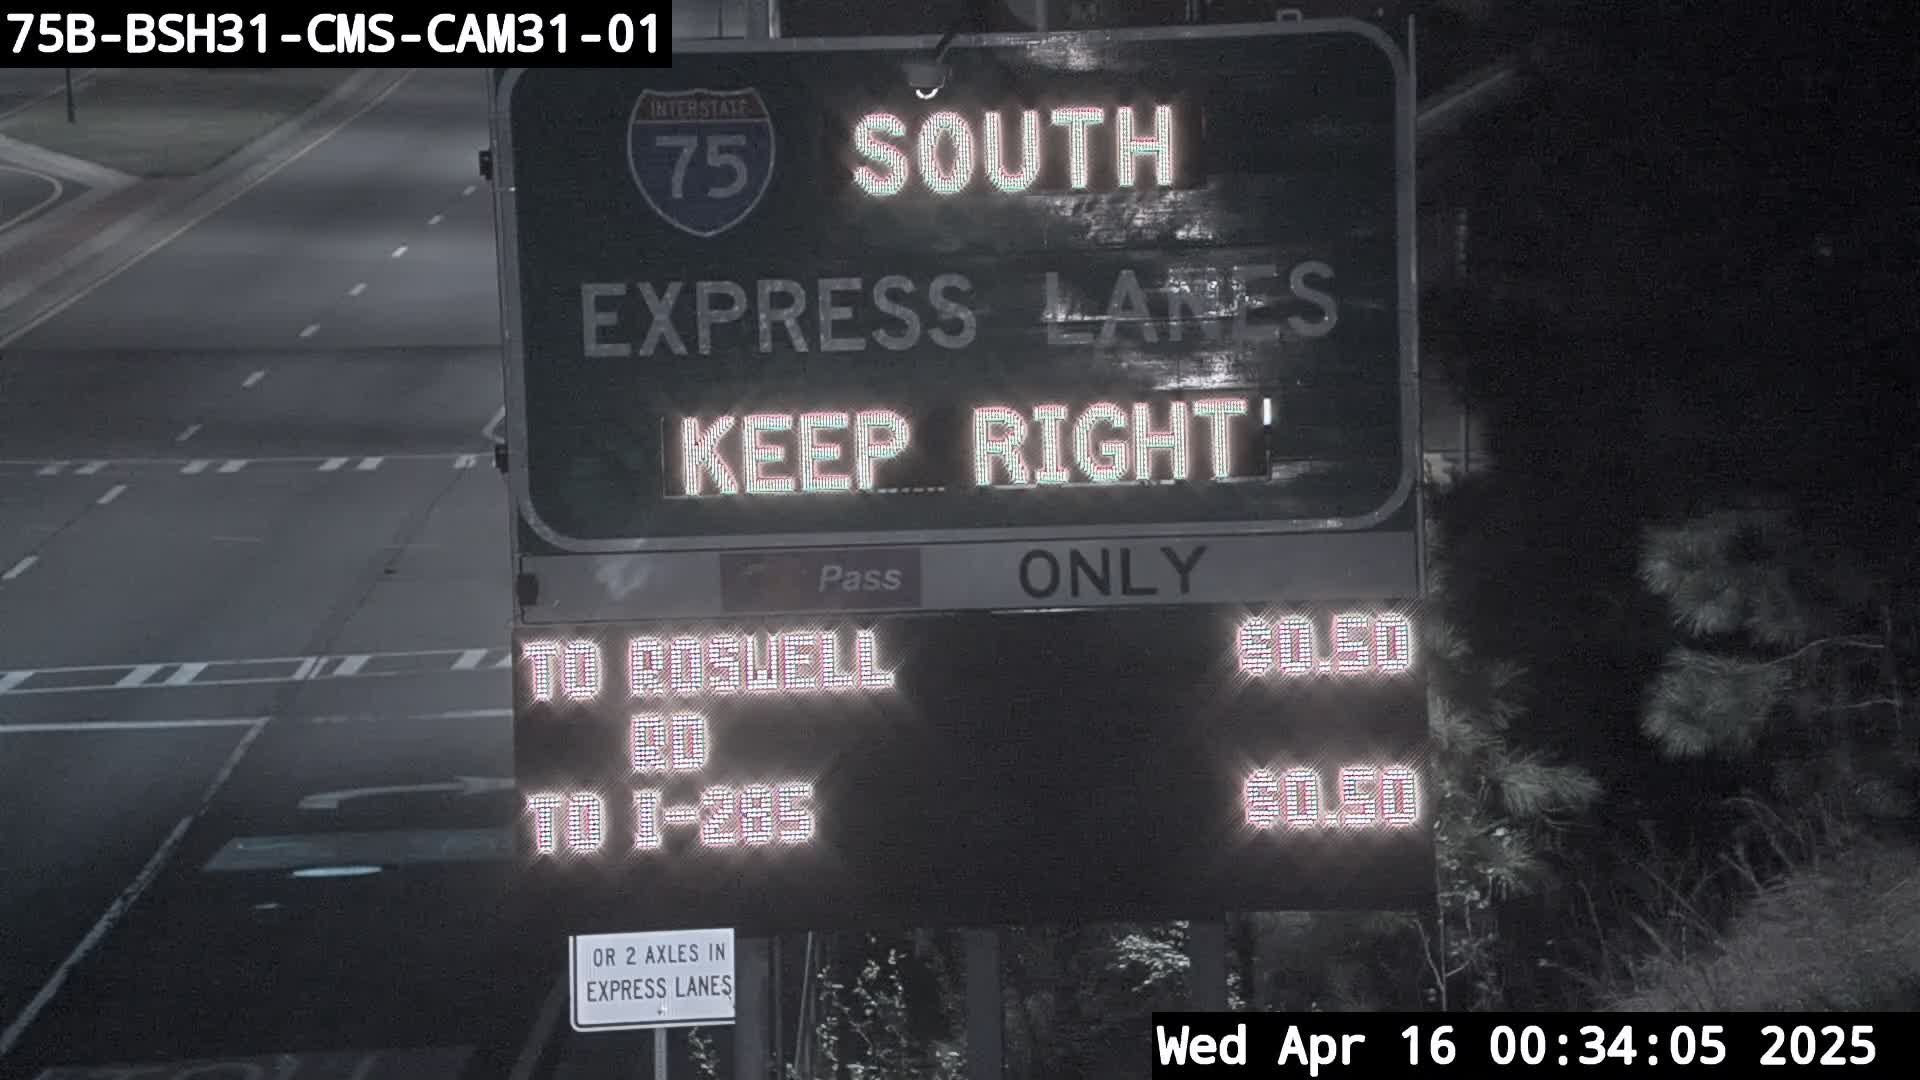 75B-BSH31-CMS-CAM31-01
INTERSTATE
75
SOUTH
EXPRESS LANES
KEEP RIGHT
Pass ONLY
TO ROSWELL $0.50
RD
TO I-285 $0.50
OR 2 AXLES IN
EXPRESS LANES
Wed Apr 16 00:34:05 2025